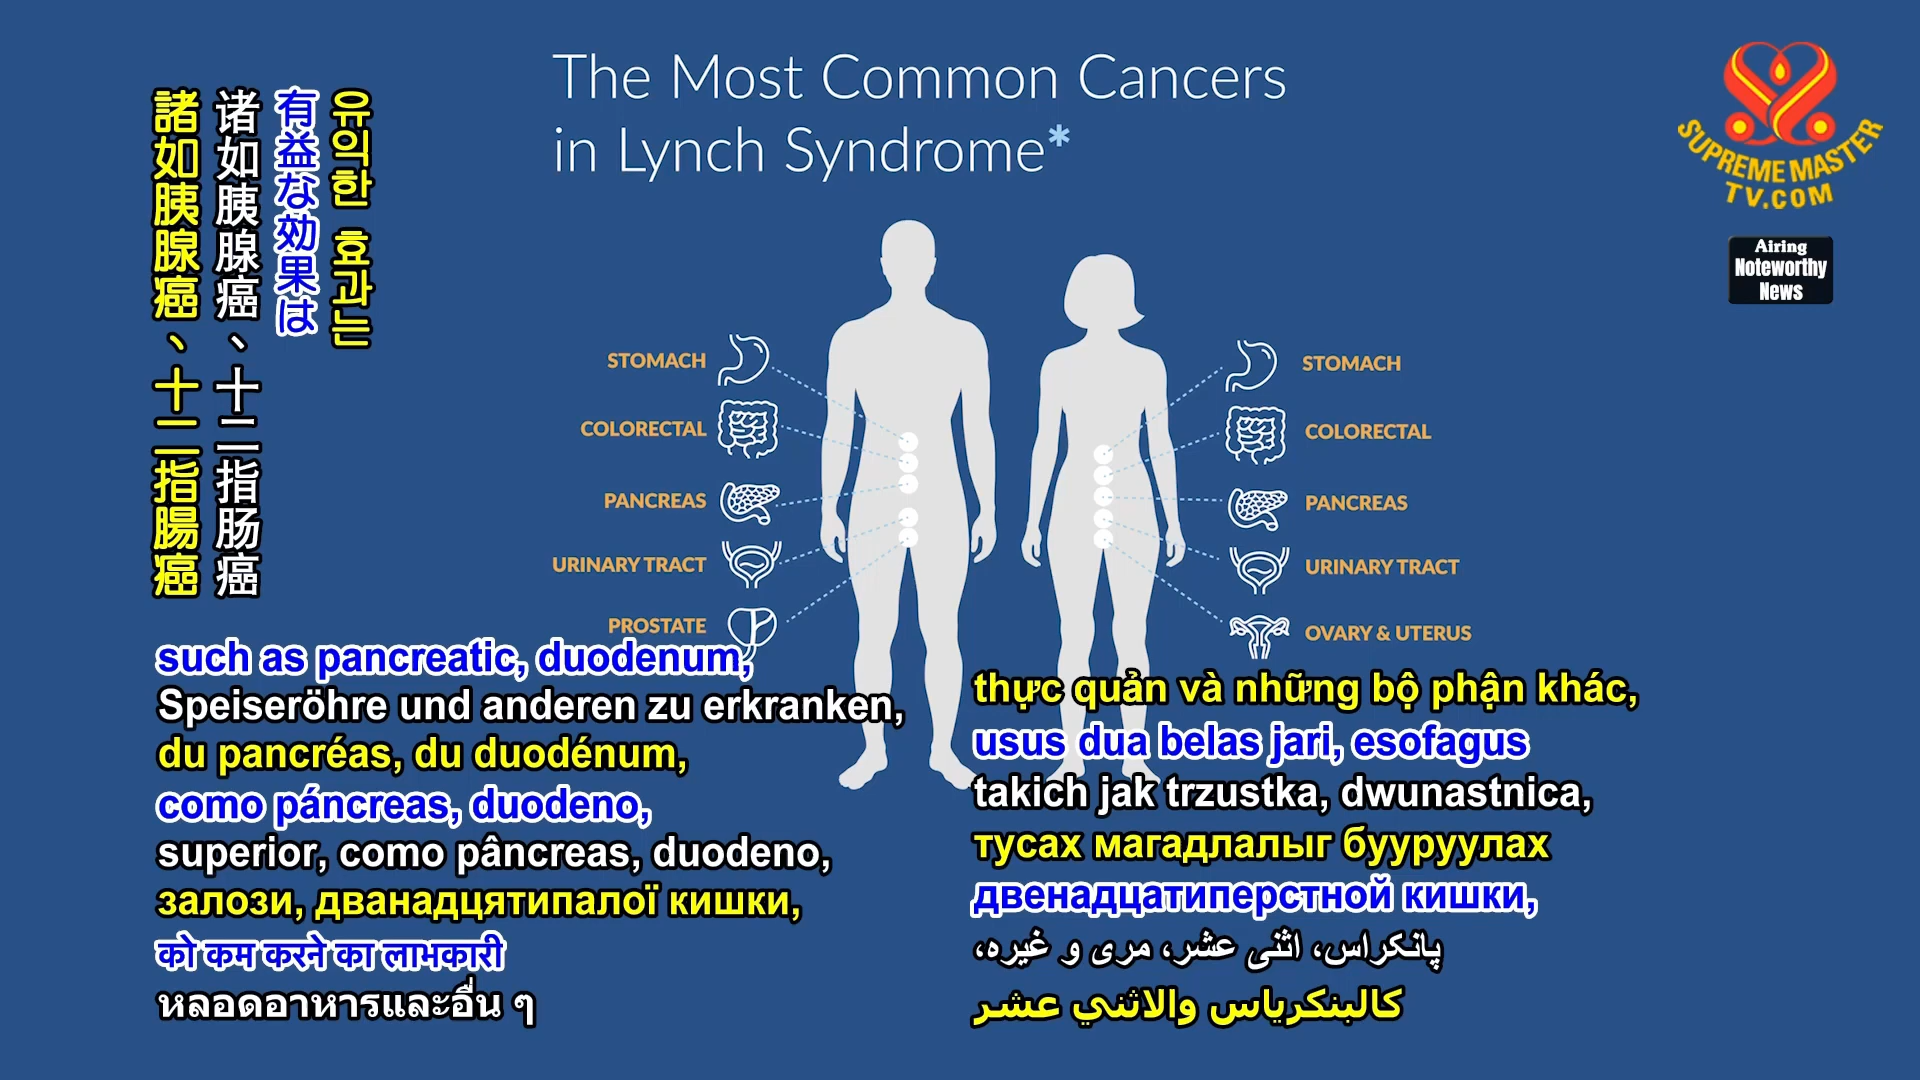 The Most Common Cancers
in Lynch Syndrome*
SUPREME MASTER
TV.COM
Airing
Noteworthy
News
유익한 효과는
有益な効果は
诸如胰腺癌、十二指肠癌
諸如胰腺癌、十二指腸癌
STOMACH
COLORECTAL
PANCREAS
URINARY TRACT
PROSTATE
STOMACH
COLORECTAL
PANCREAS
URINARY TRACT
OVARY & UTERUS
such as pancreatic, duodenum,
Speiseröhre und anderen zu erkranken,
du pancréas, du duodénum,
como páncreas, duodeno,
superior, como pâncreas, duodeno,
залози, дванадцятипалої кишки,
को कम करने का लाभकारी
หลอดอาหารและอื่น ๆ
thực quản và những bộ phận khác,
usus dua belas jari, esofagus
takich jak trzustka, dwunastnica,
тусах магадлалыг бууруулах
двенадцатиперстной кишки,
پانکراس، اثنی عشر، مری و غیره،
كالبنكرياس والاثني عشر